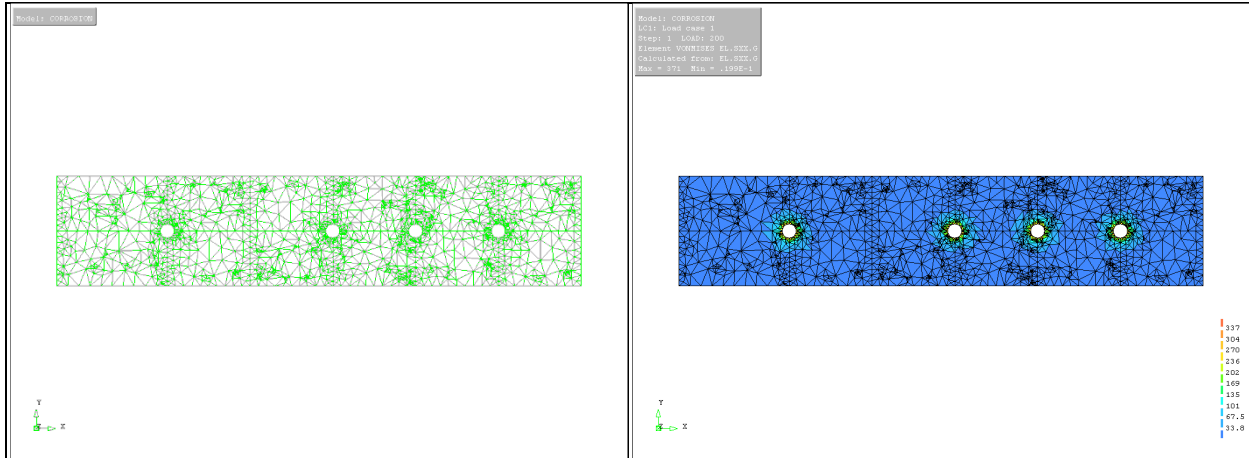 Model: CORROSION
Y
Z
X
Model: CORROSION
LC1: Load case 1
Step: 1 LOAD: 200
Element VONMISES EL.SXX.G
Calculated from: EL.SXX.G
Max = 371 Min = .199E-1
337
304
270
236
202
169
135
101
67.5
33.8
Y
Z
X